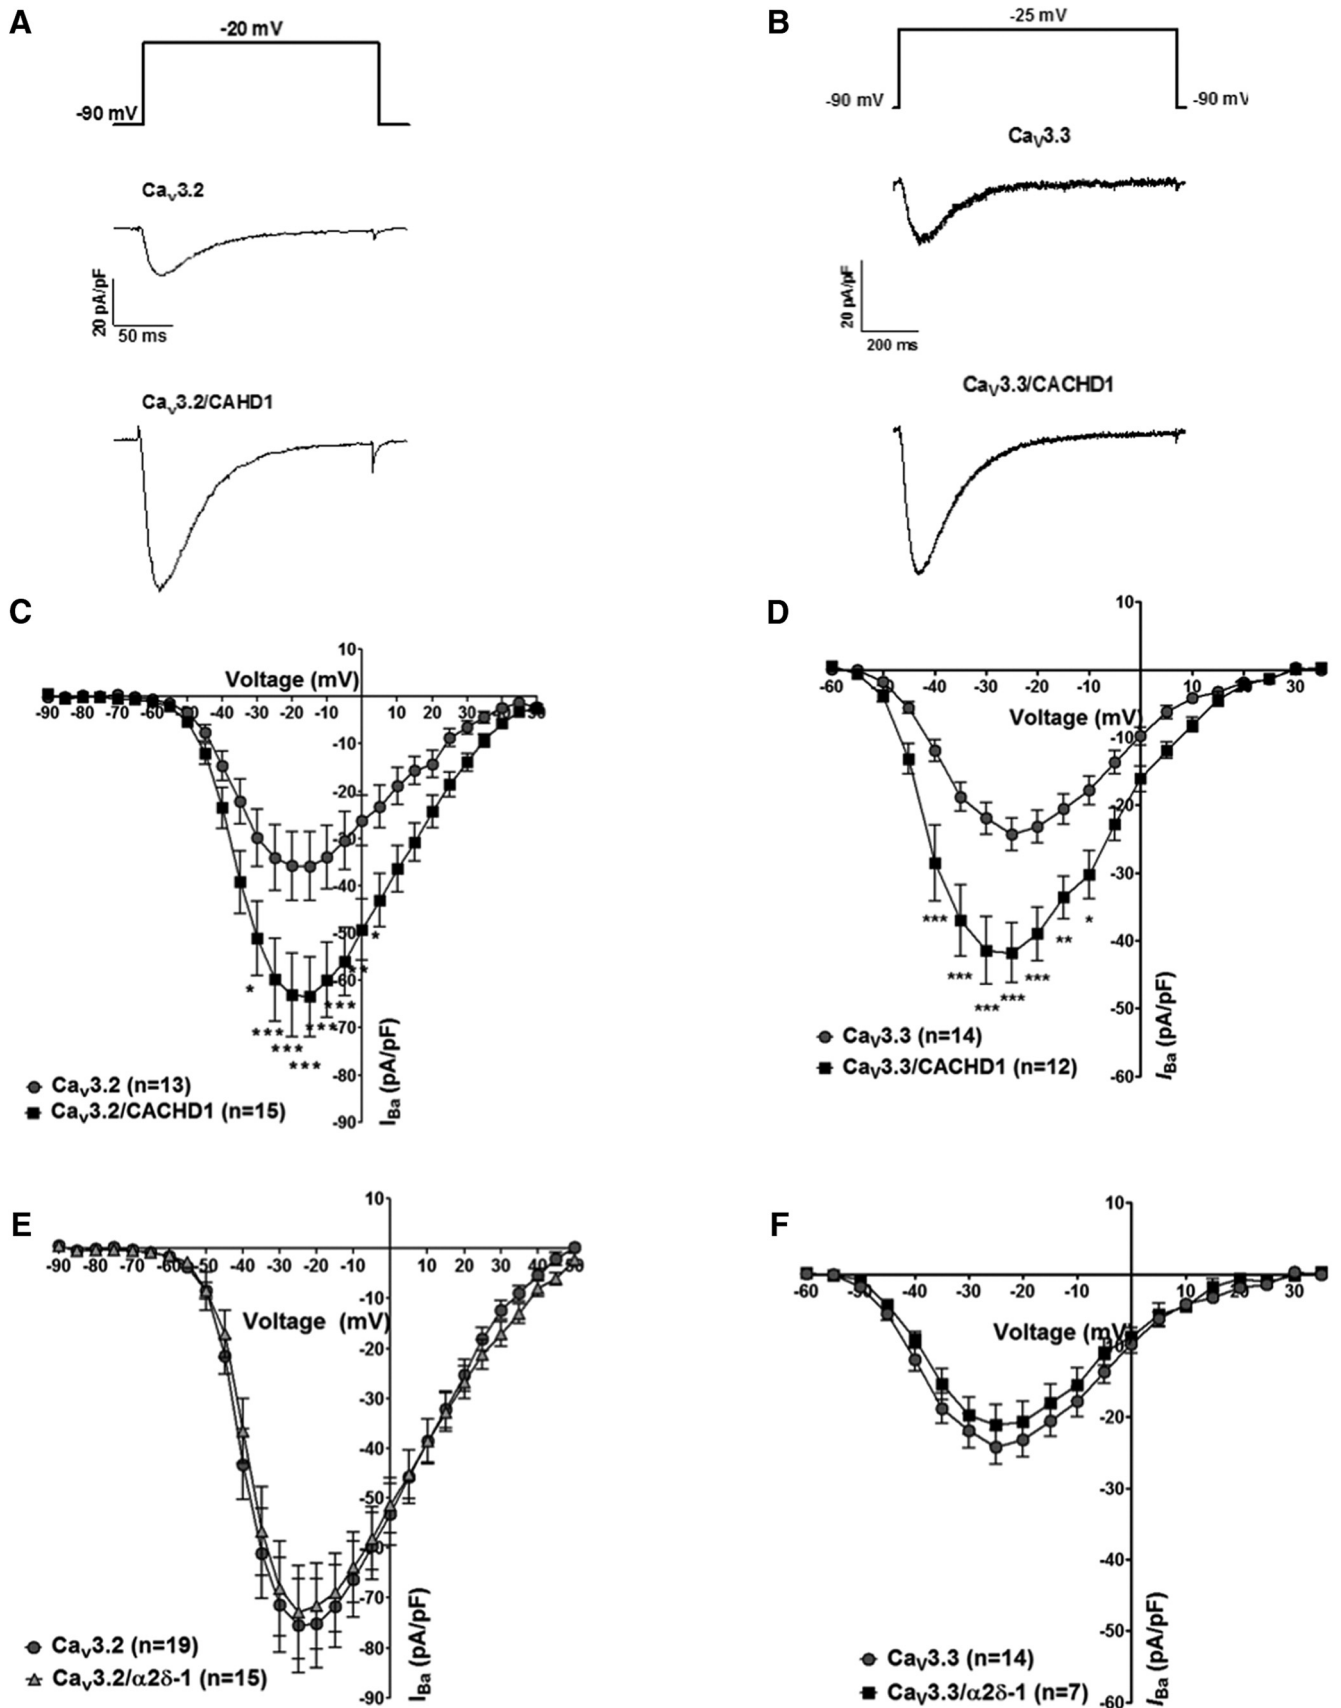 A
-20 mV
-90 mV
Cav3.2
20 pA/pF
50 ms
Cav3.2/CAHD1
B
-25 mV
-90 mV
-90 mV
CaV3.3
20 pA/pF
200 ms
CaV3.3/CACHD1
C
10
Voltage (mV)
-90 -80 -70 -60 -50 -40 -30 -20 -10 10 20 30 40 50
-10
-20
-30
-40
-50
*
**
-60
*
***
***
***
-70
***
***
-80
-90
IBa (pA/pF)
Cav3.2 (n=13)
Cav3.2/CACHD1 (n=15)
D
10
-60 -40 -30 -20 -10 10 20 30
Voltage (mV)
-10
-20
-30
-40
***
*
**
***
***
***
***
-50
-60
IBa (pA/pF)
CaV3.3 (n=14)
CaV3.3/CACHD1 (n=12)
E
10
-90 -80 -70 -60 -50 -40 -30 -20 -10 10 20 30 40 50
Voltage (mV)
-10
-20
-30
-40
-50
-60
-70
-80
-90
IBa (pA/pF)
Cav3.2 (n=19)
Cav3.2/α2δ-1 (n=15)
F
10
-60 -50 -40 -30 -20 -10 10 20 30
Voltage (mV)
-10
-20
-30
-40
-50
-60
IBa (pA/pF)
CaV3.3 (n=14)
CaV3.3/α2δ-1 (n=7)